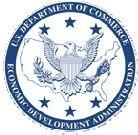 U.S. DEPARTMENT OF COMMERCE
ECONOMIC DEVELOPMENT ADMINISTRATION